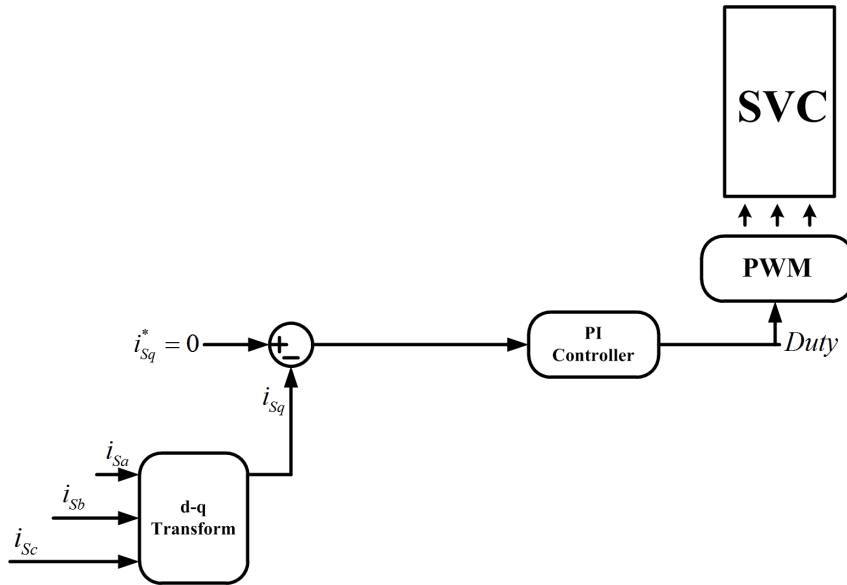 SVC
PWM
Duty
PI
Controller
i*Sq = 0
+
−
iSq
iSa
iSb
iSc
d-q
Transform